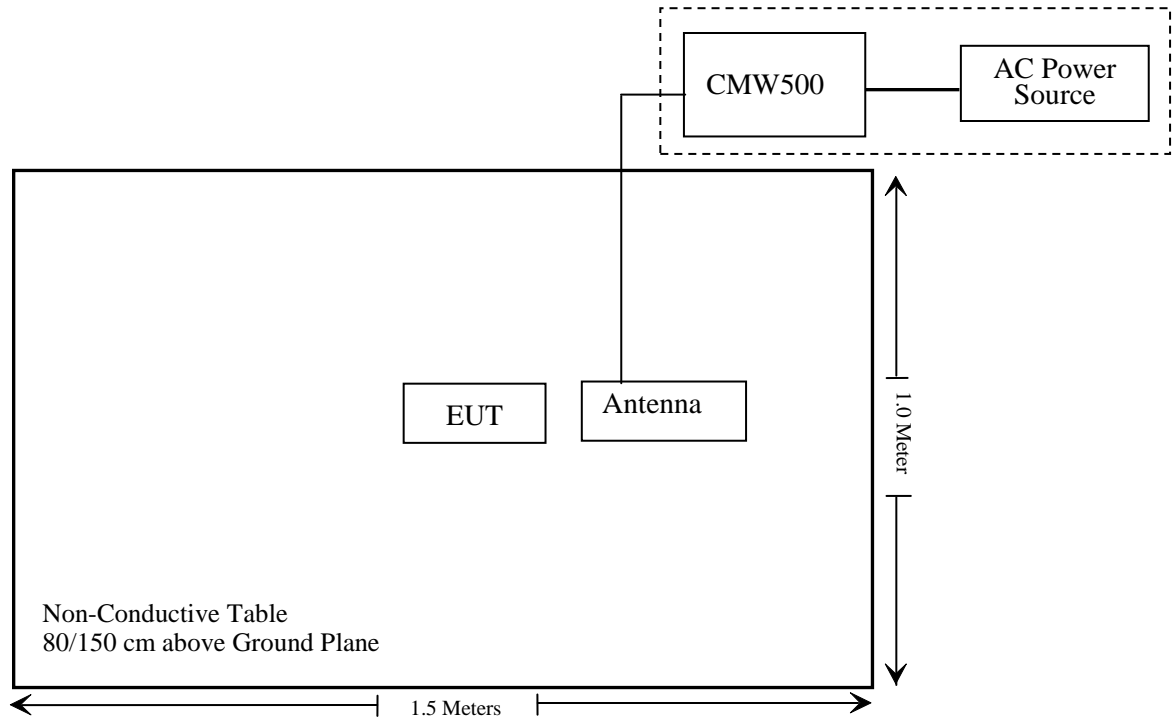 CMW500
AC Power
Source
EUT
Antenna
1.0 Meter
Non-Conductive Table
80/150 cm above Ground Plane
1.5 Meters